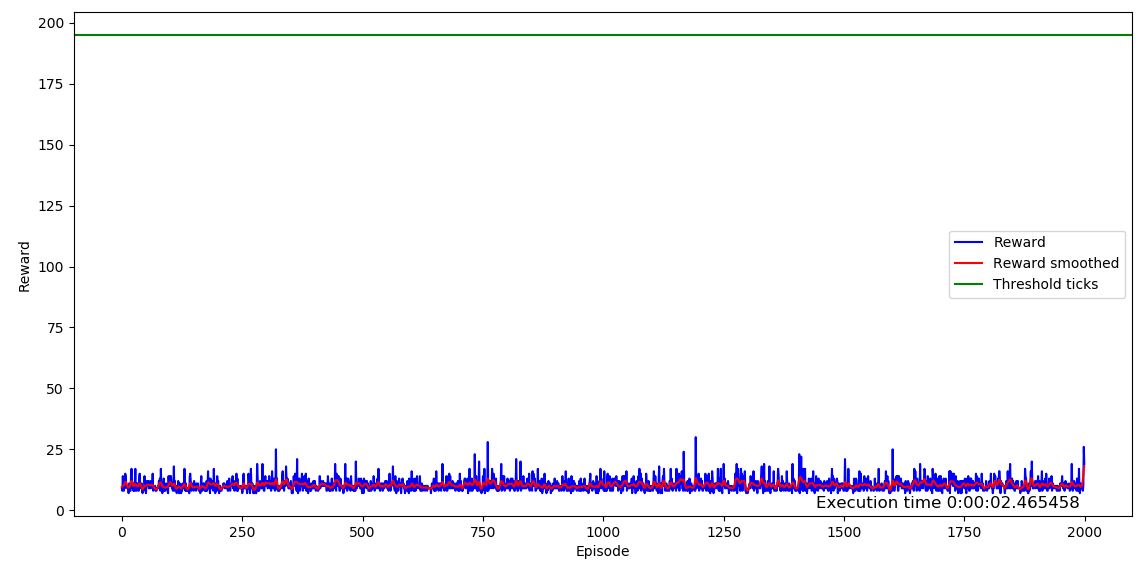 200
175
150
125
100
75
50
25
0
Reward
Reward
Reward smoothed
Threshold ticks
Execution time 0:00:02.465458
0 250 500 750 1000 1250 1500 1750 2000
Episode